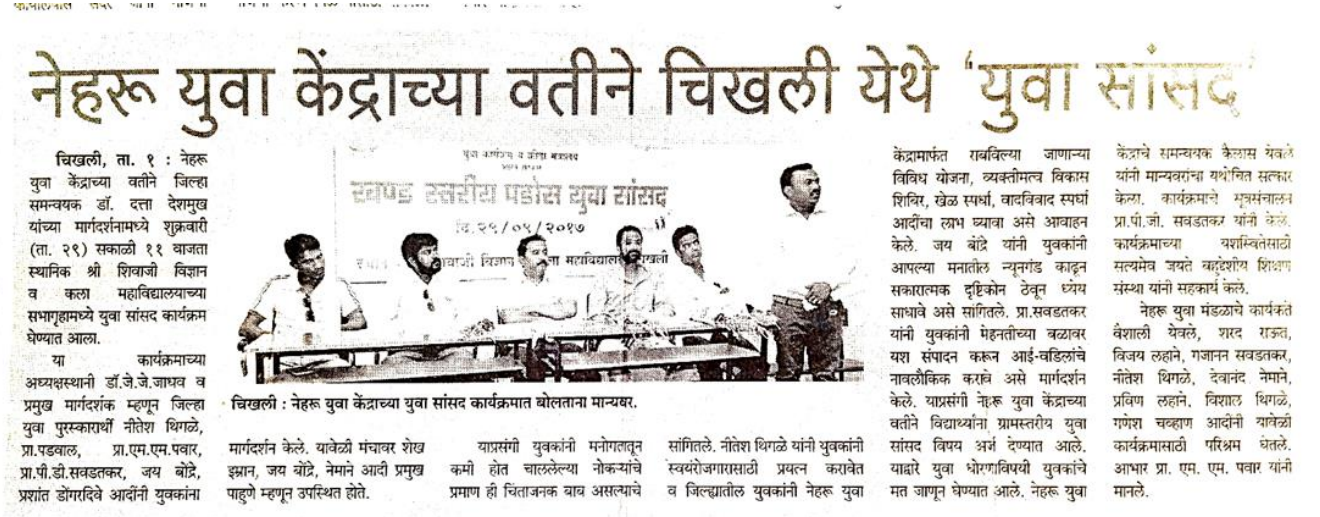 नेहरू युवा केंद्राच्या वतीने चिखली येथे 'युवा सांसद'
चिखली, ता. १ : नेहरू
युवा केंद्राच्या वतीने जिल्हा
समन्वयक डॉ. दत्ता देशमुख
यांच्या मार्गदर्शनामध्ये शुक्रवारी
(ता. २९) सकाळी ११ वाजता
स्थानिक श्री शिवाजी विज्ञान
व कला महाविद्यालयाच्या
सभागृहामध्ये युवा सांसद कार्यक्रम
घेण्यात आला.
या कार्यक्रमाच्या
अध्यक्षस्थानी डॉ.जे.जे.जाधव व
प्रमुख मार्गदर्शक म्हणून जिल्हा
युवा पुरस्कारार्थी नीतेश थिगळे,
प्रा.पडवाल, प्रा.एम.एम.पवार,
प्रा.पी.डी.सवडतकर, जय बोंद्रे,
प्रशांत डोंगरदिवे आदींनी युवकांना
युवा कार्यक्रम व क्रीडा मंत्रालय
भारत सरकार
खण्ड स्तरीय पडोस युवा सांसद
दि.२९/०९/२०१७
स्थान शिवाजी विज्ञान महाविद्यालय चिखली
चिखली : नेहरू युवा केंद्राच्या युवा सांसद कार्यक्रमात बोलताना मान्यवर.
मार्गदर्शन केले. यावेळी मंचावर शेख
इम्रान, जय बोंद्रे, नेमाने आदी प्रमुख
पाहुणे म्हणून उपस्थित होते.
याप्रसंगी युवकांनी मनोगतातून
कमी होत चाललेल्या नोकऱ्यांचे
प्रमाण ही चिंताजनक बाब असल्याचे
सांगितले. नीतेश थिगळे यांनी युवकांनी
स्वयंरोजगारासाठी प्रयत्न करावेत
व जिल्ह्यातील युवकांनी नेहरू युवा
केंद्रामार्फत राबविल्या जाणाऱ्या
विविध योजना, व्यक्तीमत्व विकास
शिविर, खेळ स्पर्धा, वादविवाद स्पर्धा
आदींचा लाभ घ्यावा असे आवाहन
केले. जय बोंद्रे यांनी युवकांनी
आपल्या मनातील न्यूनगंड काढून
सकारात्मक दृष्टिकोन ठेवून ध्येय
साधावे असे सांगितले. प्रा.सवडतकर
यांनी युवकांनी मेहनतीच्या बळावर
यश संपादन करून आई-वडिलांचे
नावलौकिक करावे असे मार्गदर्शन
केले. याप्रसंगी नेहरू युवा केंद्राच्या
वतीने विद्यार्थ्यांना ग्रामस्तरीय युवा
सांसद विषय अर्ज देण्यात आले.
याद्वारे युवा धोरणाविषयी युवकांचे
मत जाणून घेण्यात आले. नेहरू युवा
केंद्राचे समन्वयक कैलास येवले
यांनी मान्यवरांचा यथोचित सत्कार
केला. कार्यक्रमाचे सूत्रसंचालन
प्रा.पी.जी. सवडतकर यांनी केले.
कार्यक्रमाच्या यशस्वितेसाठी
सत्यमेव जयते बहुद्देशीय शिक्षण
संस्था यांनी सहकार्य केले.
नेहरू युवा मंडळाचे कार्यकर्ते
वैशाली येवले, शरद राऊत,
विजय लहाने, गजानन सवडतकर,
नीतेश थिगळे, देवानंद नेमाने,
प्रविण लहाने, विशाल थिगळे,
गणेश चव्हाण आदींनी यावेळी
कार्यक्रमासाठी परिश्रम घेतले.
आभार प्रा. एम. एम. पवार यांनी
मानले.